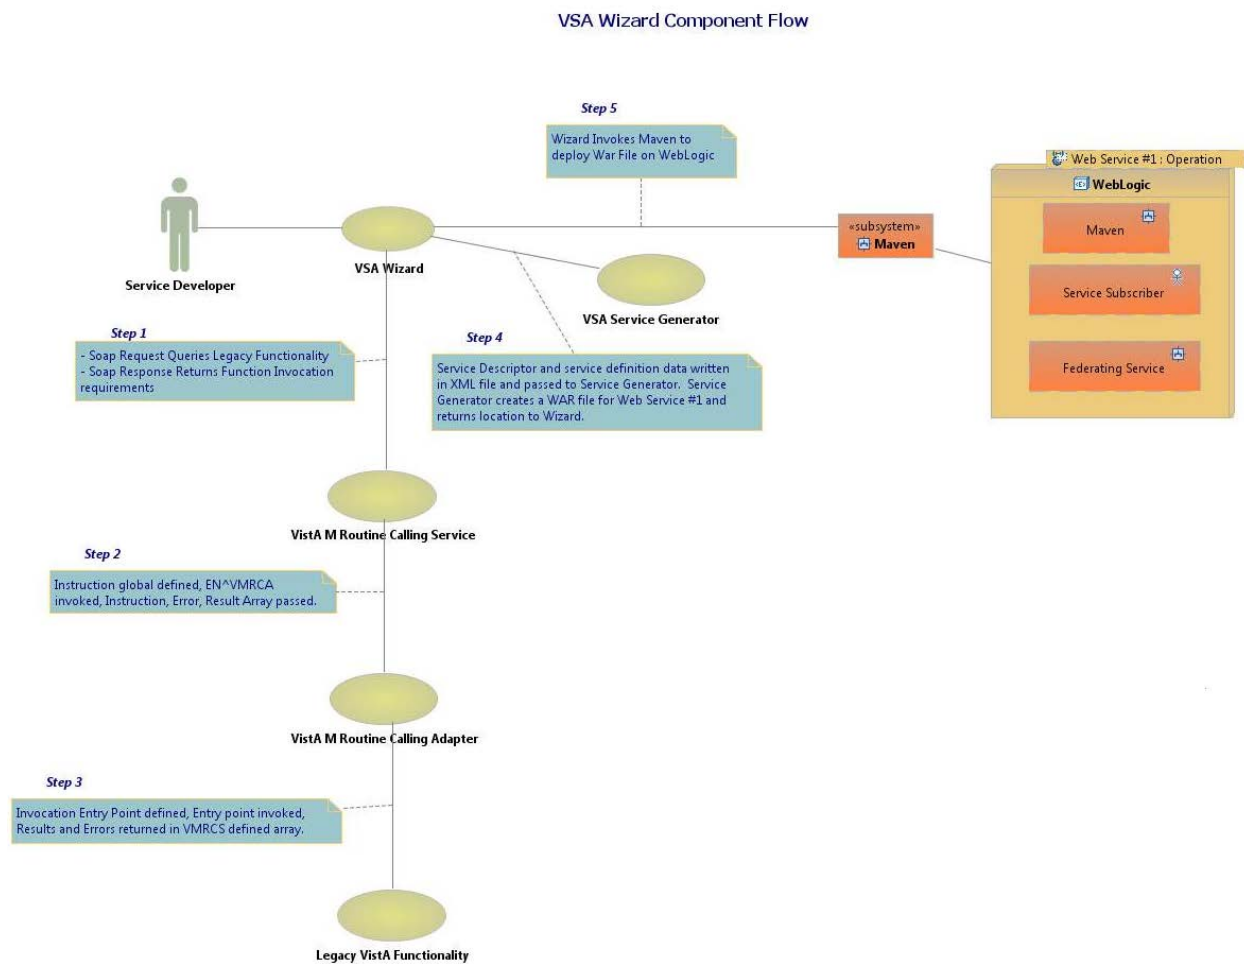 VSA Wizard Component Flow
Step 5
Wizard Invokes Maven to
deploy War File on WebLogic
Web Service #1 : Operation
WebLogic
Maven
Service Subscriber
Federating Service
«subsystem»
Maven
Service Developer
VSA Wizard
VSA Service Generator
Step 1
- Soap Request Queries Legacy Functionality
- Soap Response Returns Function Invocation
requirements
Step 4
Service Descriptor and service definition data written
in XML file and passed to Service Generator. Service
Generator creates a WAR file for Web Service #1 and
returns location to Wizard.
VistA M Routine Calling Service
Step 2
Instruction global defined, EN^VMRCA
invoked, Instruction, Error, Result Array passed.
VistA M Routine Calling Adapter
Step 3
Invocation Entry Point defined, Entry point invoked,
Results and Errors returned in VMRCS defined array.
Legacy VistA Functionality